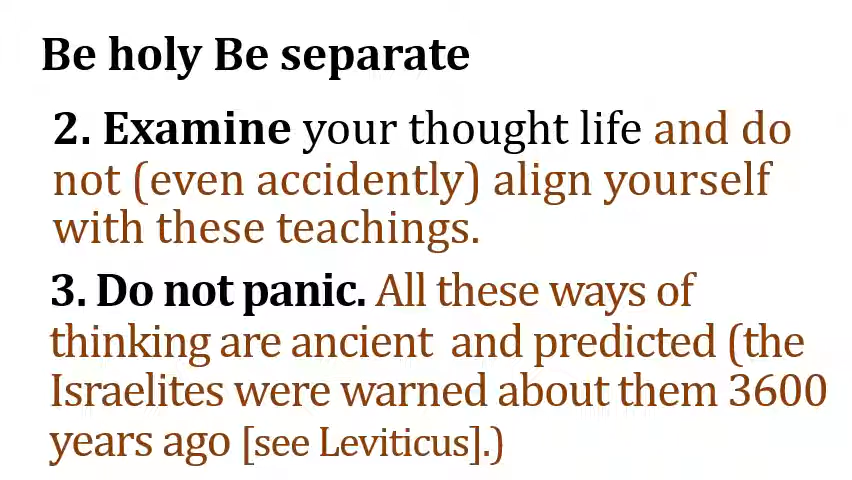 Be holy Be separate
2. Examine your thought life and do
not (even accidently) align yourself
with these teachings.
3. Do not panic. All these ways of
thinking are ancient and predicted (the
Israelites were warned about them 3600
years ago [see Leviticus].)